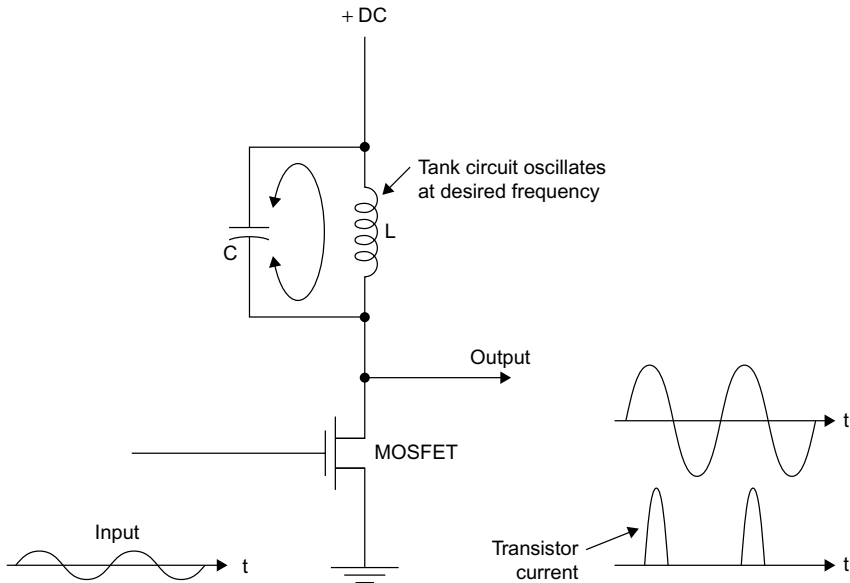 + DC
Tank circuit oscillates
at desired frequency
L
C
Output
t
MOSFET
Input
t
Transistor
current
t